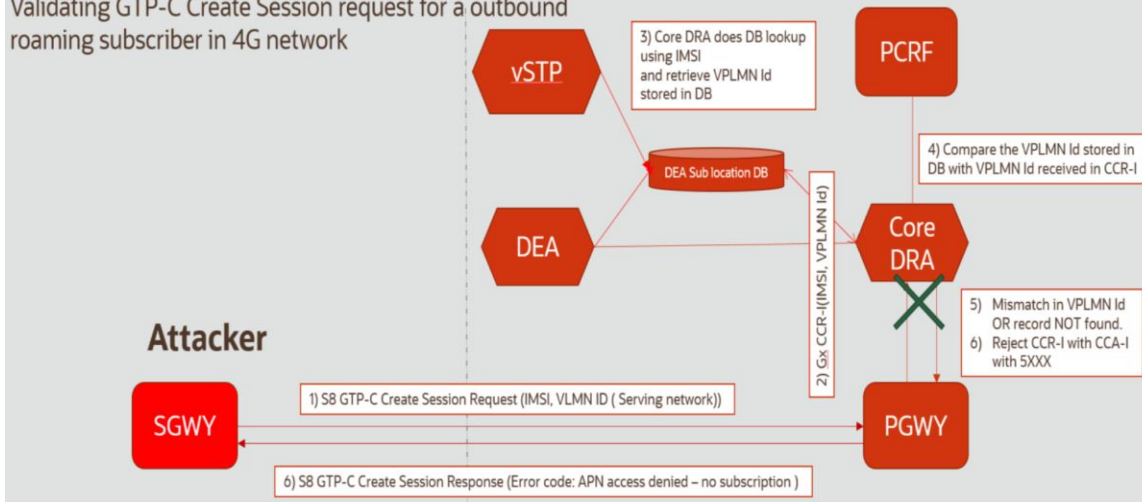 Validating GTP-C Create Session request for a outbound
roaming subscriber in 4G network
vSTP
3) Core DRA does DB lookup
using IMSI
and retrieve VPLMN Id
stored in DB
PCRF
DEA Sub location DB
4) Compare the VPLMN Id stored in
DB with VPLMN Id received in CCR-I
DEA
2) Gx CCR-I(IMSI, VPLMN Id)
Core
DRA
5) Mismatch in VPLMN Id
OR record NOT found.
6) Reject CCR-I with CCA-I
with 5XXX
Attacker
SGWY
1) S8 GTP-C Create Session Request (IMSI, VLMN ID ( Serving network))
PGWY
6) S8 GTP-C Create Session Response (Error code: APN access denied – no subscription )